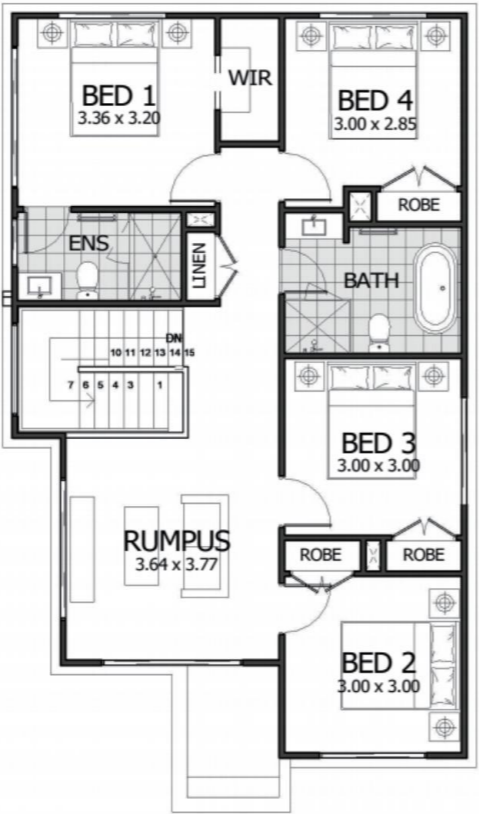 BED 1
3.36 x 3.20
WIR
BED 4
3.00 x 2.85
ROBE
ENS
LINEN
BATH
DN
10 11 12 13 14 15
7 6 5 4 3 1
BED 3
3.00 x 3.00
RUMPUS
3.64 x 3.77
ROBE
ROBE
BED 2
3.00 x 3.00